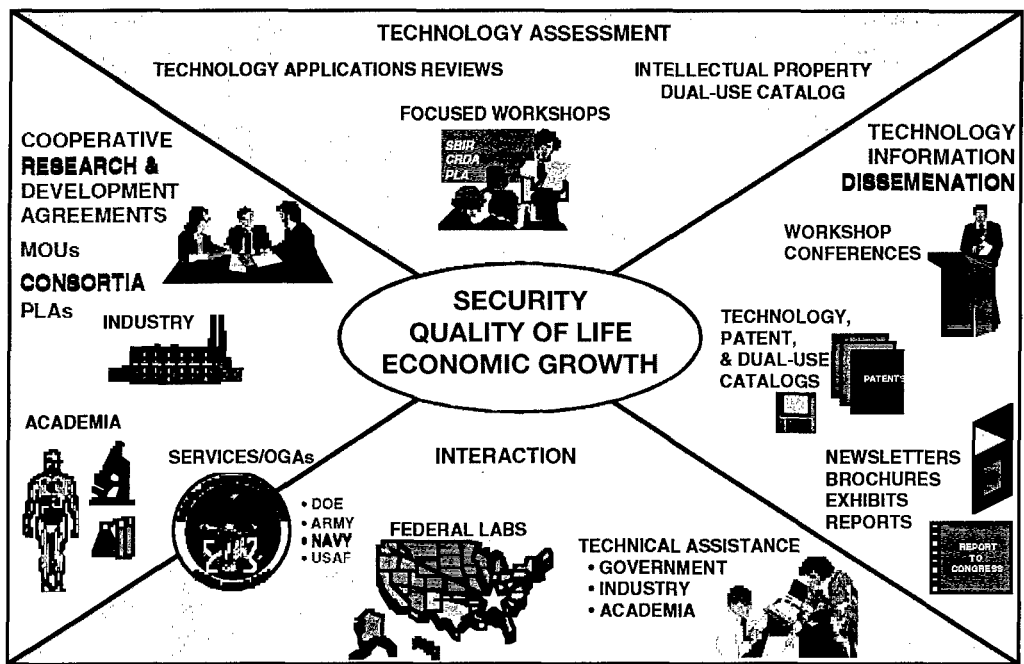 TECHNOLOGY ASSESSMENT
TECHNOLOGY APPLICATIONS REVIEWS
INTELLECTUAL PROPERTY
DUAL-USE CATALOG
FOCUSED WORKSHOPS
SBIR
CRDA
PLA
COOPERATIVE
RESEARCH &
DEVELOPMENT
AGREEMENTS
MOUs
CONSORTIA
PLAs
INDUSTRY
ACADEMIA
SECURITY
QUALITY OF LIFE
ECONOMIC GROWTH
TECHNOLOGY
INFORMATION
DISSEMENATION
WORKSHOP
CONFERENCES
TECHNOLOGY,
PATENT,
& DUAL-USE
CATALOGS
PATENTS
NEWSLETTERS
BROCHURES
EXHIBITS
REPORTS
REPORT
TO
CONGRESS
SERVICES/OGAs
• DOE
• ARMY
• NAVY
• USAF
INTERACTION
FEDERAL LABS
TECHNICAL ASSISTANCE
• GOVERNMENT
• INDUSTRY
• ACADEMIA